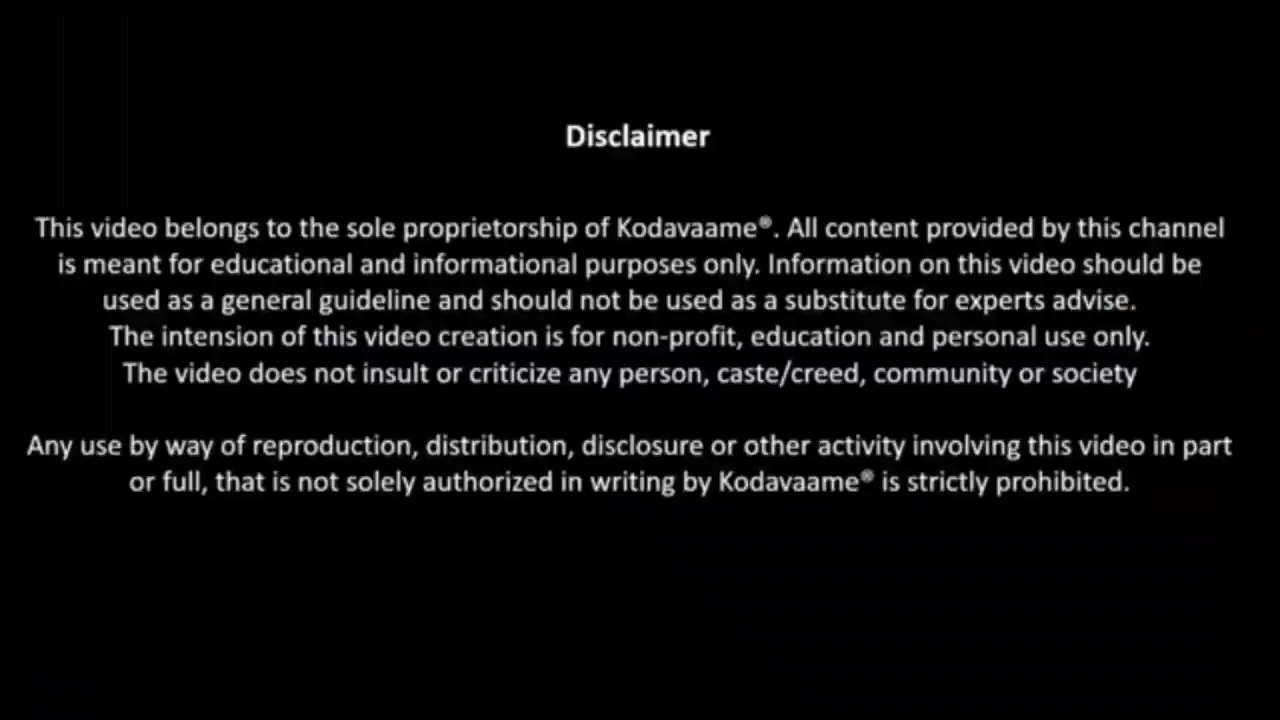 Disclaimer
This video belongs to the sole proprietorship of Kodavaame®. All content provided by this channel
is meant for educational and informational purposes only. Information on this video should be
used as a general guideline and should not be used as a substitute for experts advise.
The intension of this video creation is for non-profit, education and personal use only.
The video does not insult or criticize any person, caste/creed, community or society
Any use by way of reproduction, distribution, disclosure or other activity involving this video in part
or full, that is not solely authorized in writing by Kodavaame® is strictly prohibited.